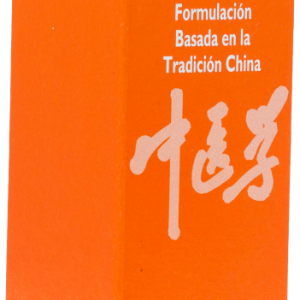 Formulación
Basada en la
Tradición China
中医学